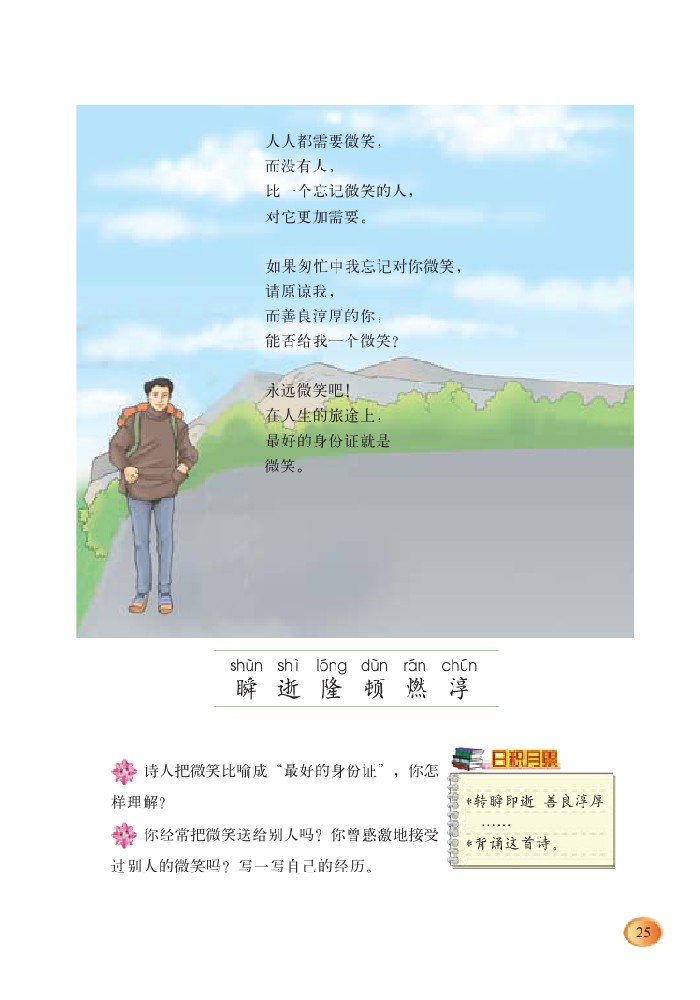 人人都需要微笑,
而没有人,
比一个忘记微笑的人,
对它更加需要。
如果匆忙中我忘记对你微笑,
请原谅我,
而善良淳厚的你,
能否给我一个微笑?
永远微笑吧!
在人生的旅途上,
最好的身份证就是
微笑。
shùn shì lóng dùn rán chún
瞬 逝 隆 顿 燃 淳
诗人把微笑比喻成“最好的身份证”,你怎
样理解?
你经常把微笑送给别人吗?你曾感激地接受
过别人的微笑吗?写一写自己的经历。
日积月累
*转瞬即逝 善良淳厚
……
*背诵这首诗。
25